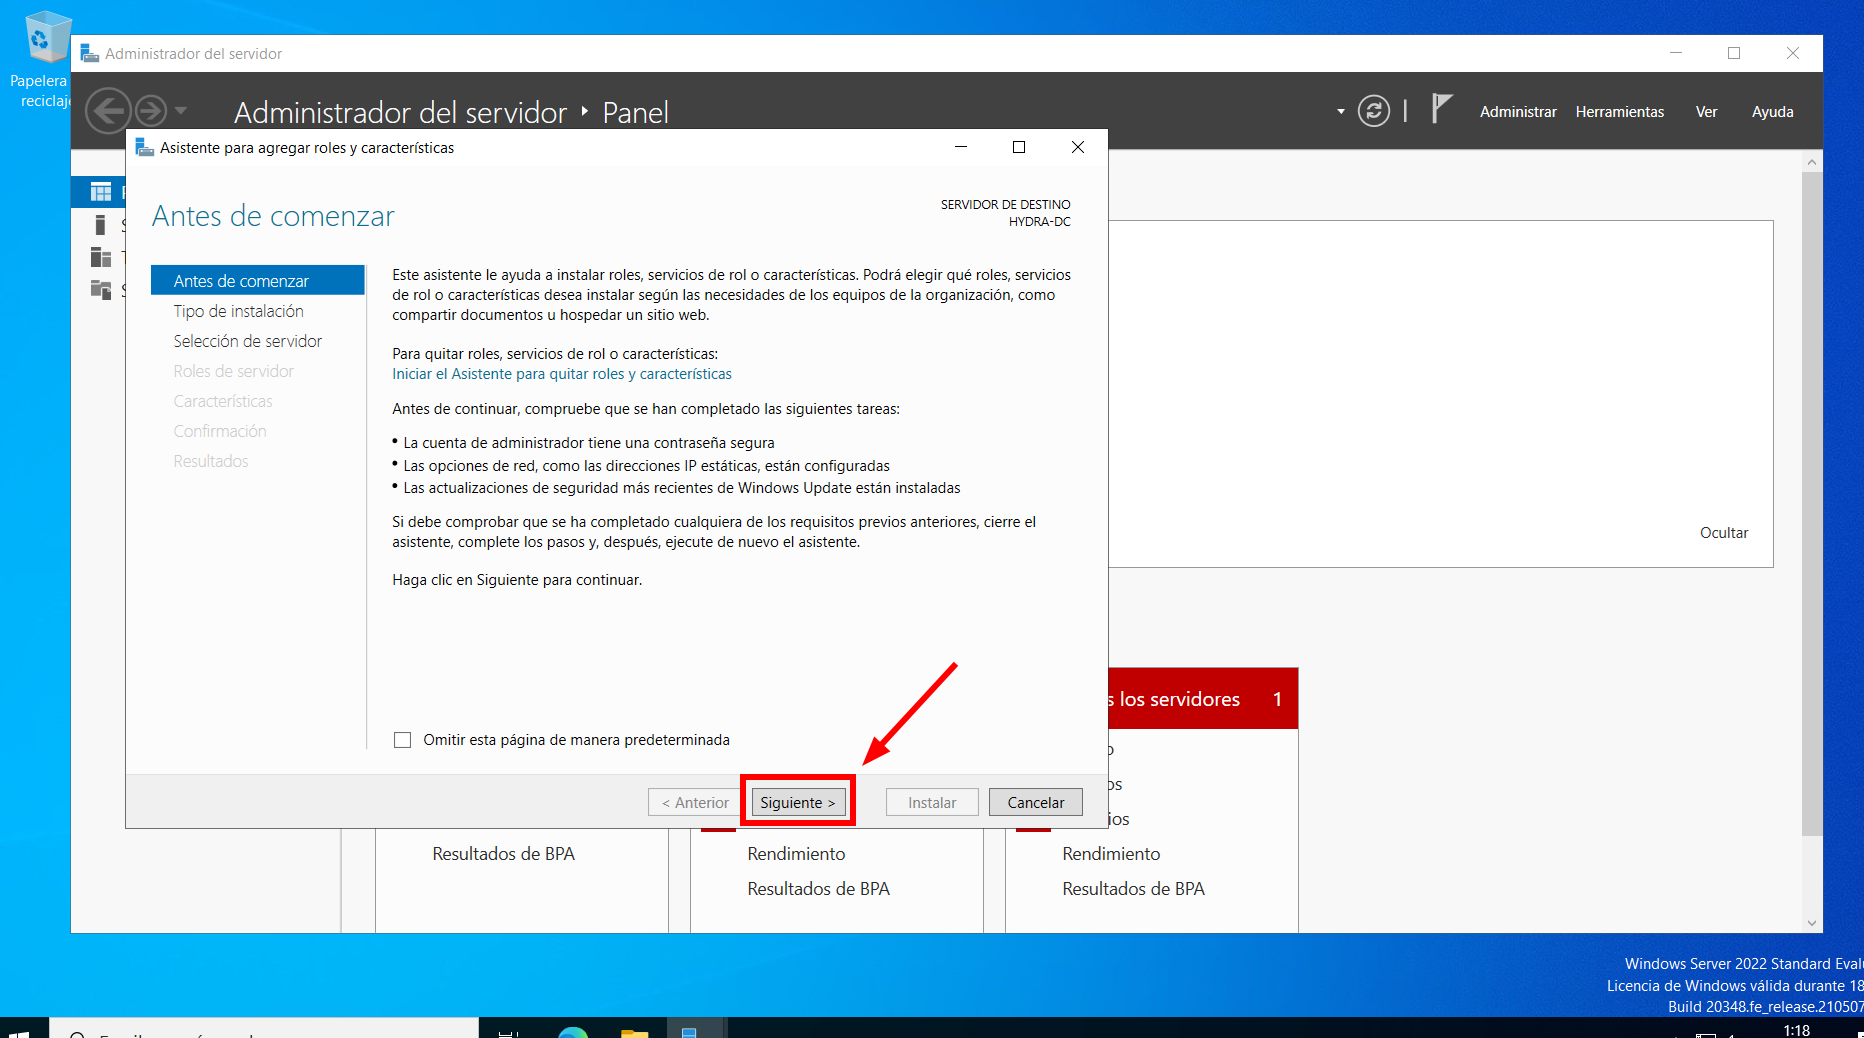 Papelera
reciclaje
Administrador del servidor
Administrador del servidor
Panel
Administrar
Herramientas
Ver
Ayuda
Asistente para agregar roles y características
Antes de comenzar
SERVIDOR DE DESTINO
HYDRA-DC
Antes de comenzar
Tipo de instalación
Selección de servidor
Roles de servidor
Características
Confirmación
Resultados
Este asistente le ayuda a instalar roles, servicios de rol o características. Podrá elegir qué roles, servicios
de rol o características desea instalar según las necesidades de los equipos de la organización, como
compartir documentos u hospedar un sitio web.
Para quitar roles, servicios de rol o características:
Iniciar el Asistente para quitar roles y características
Antes de continuar, compruebe que se han completado las siguientes tareas:
• La cuenta de administrador tiene una contraseña segura
• Las opciones de red, como las direcciones IP estáticas, están configuradas
• Las actualizaciones de seguridad más recientes de Windows Update están instaladas
Si debe comprobar que se ha completado cualquiera de los requisitos previos anteriores, cierre el
asistente, complete los pasos y, después, ejecute de nuevo el asistente.
Haga clic en Siguiente para continuar.
Omitir esta página de manera predeterminada
< Anterior
Siguiente >
Instalar
Cancelar
Ocultar
s los servidores 1
os
ios
Resultados de BPA
Rendimiento
Resultados de BPA
Rendimiento
Resultados de BPA
Windows Server 2022 Standard Evalu
Licencia de Windows válida durante 18
Build 20348.fe_release.210507
1:18